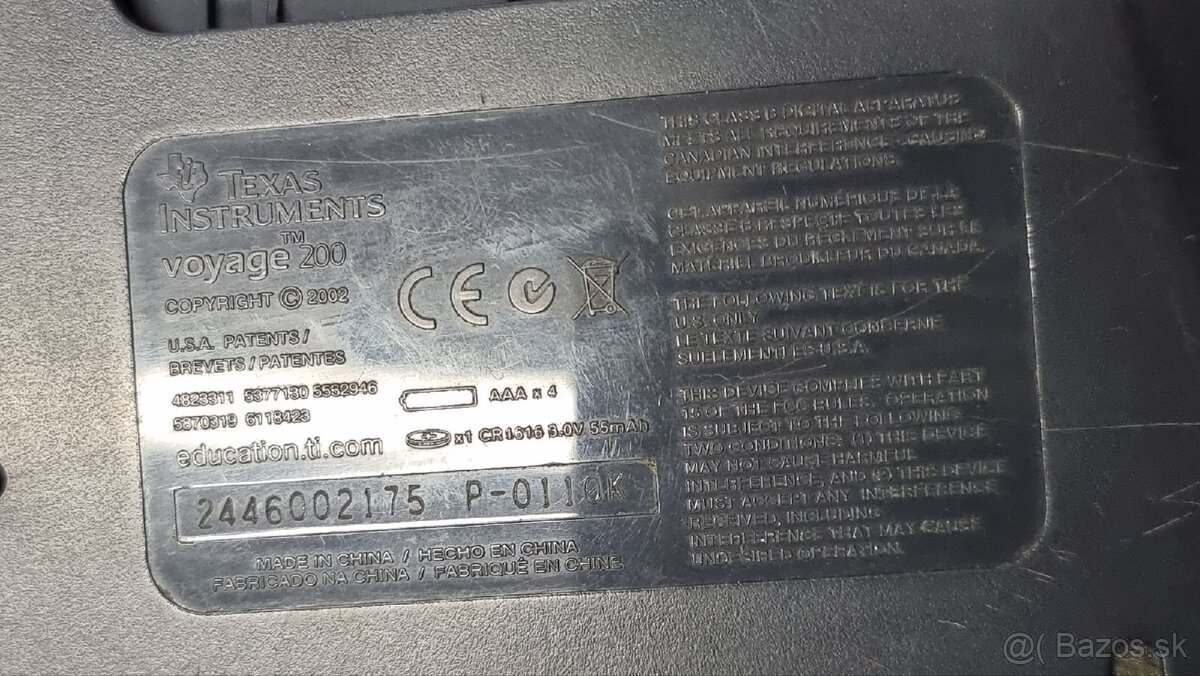 TEXAS
INSTRUMENTS
voyage™ 200
COPYRIGHT © 2002
U.S.A. PATENTS /
BREVETS / PATENTES
4823311 5377130 5552946
5870319 6118423
education.ti.com
AAA x 4
x1 CR1616 3.0V 55mAh
2446002175 P-0110K
MADE IN CHINA / HECHO EN CHINA
FABRICADO NA CHINA / FABRIQUÉ EN CHINE
THIS CLASS B DIGITAL APPARATUS
MEETS ALL REQUIREMENTS OF THE
CANADIAN INTERFERENCE-CAUSING
EQUIPMENT REGULATIONS.
CET APPAREIL NUMÉRIQUE DE LA
CLASSE B RESPECTE TOUTES LES
EXIGENCES DU RÈGLEMENT SUR LE
MATÉRIEL BROUILLEUR DU CANADA.
THE FOLLOWING TEXT IS FOR THE
U.S. ONLY
LE TEXTE SUIVANT CONCERNE
U.S.A.
THIS DEVICE COMPLIES WITH PART
15 OF THE FCC RULES. OPERATION
IS SUBJECT TO THE FOLLOWING
TWO CONDITIONS: (1) THIS DEVICE
MAY NOT CAUSE HARMFUL
INTERFERENCE, AND (2) THIS DEVICE
MUST ACCEPT ANY INTERFERENCE
RECEIVED, INCLUDING
INTERFERENCE THAT MAY CAUSE
UNDESIRED OPERATION.
@( Bazos.sk